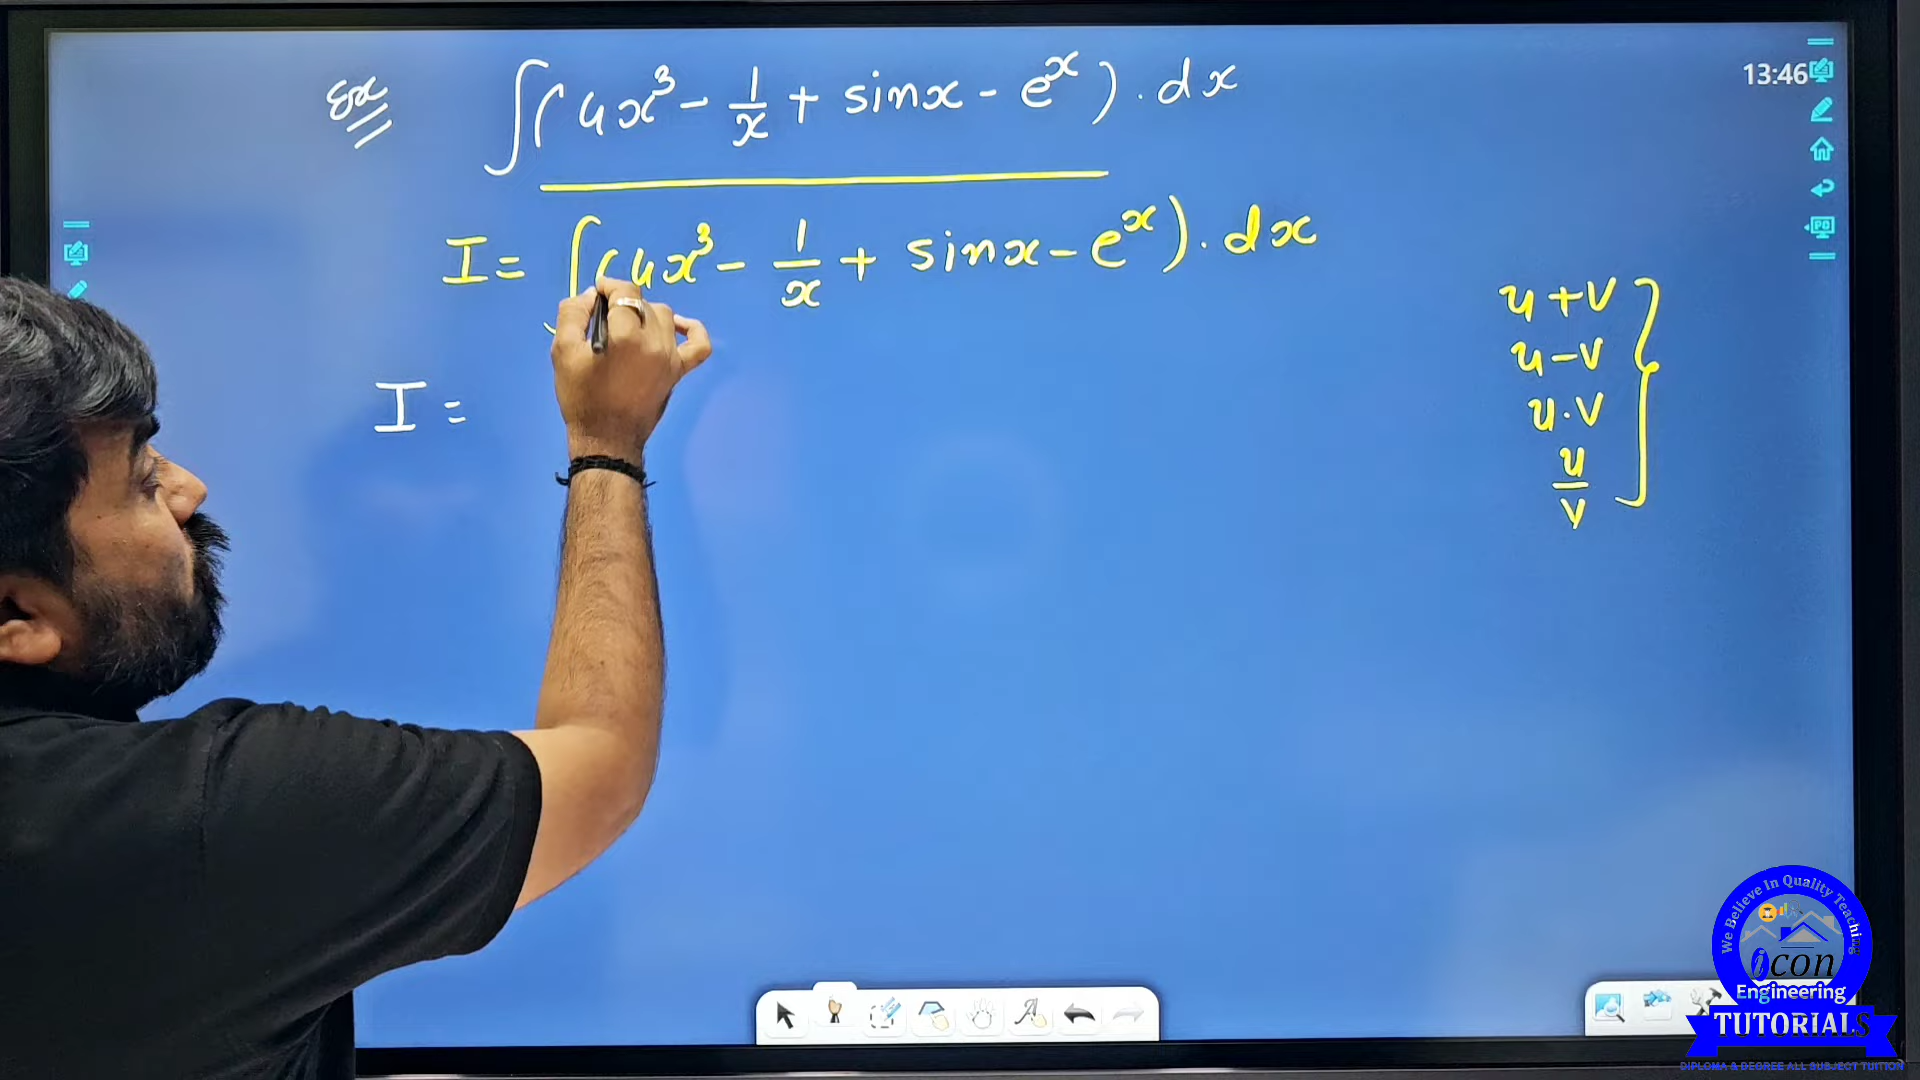 Ex ∫(4x³ - 1/x + sinx - eˣ).dx
13:46
I = ∫(4x³ - 1/x + sinx - eˣ).dx
I =
u + v
u - v
u . v
u
v
We Believe In Quality Teaching
icon
Engineering
TUTORIALS
DIPLOMA & DEGREE ALL SUBJECT TUITION